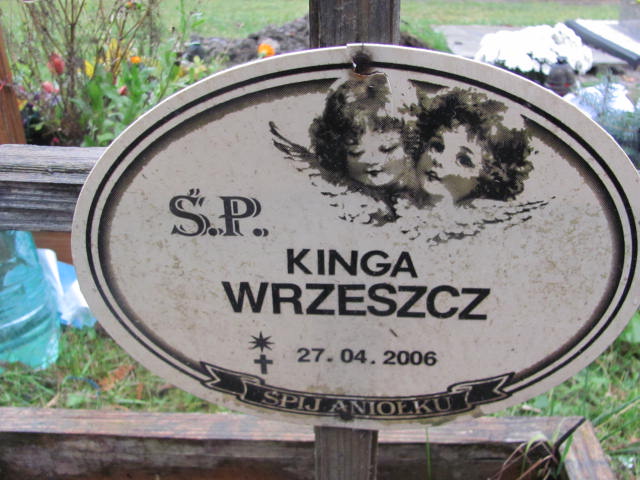 Ś.P.
KINGA
WRZESZCZ
27.04.2006
ŚPIJ ANIOŁKU